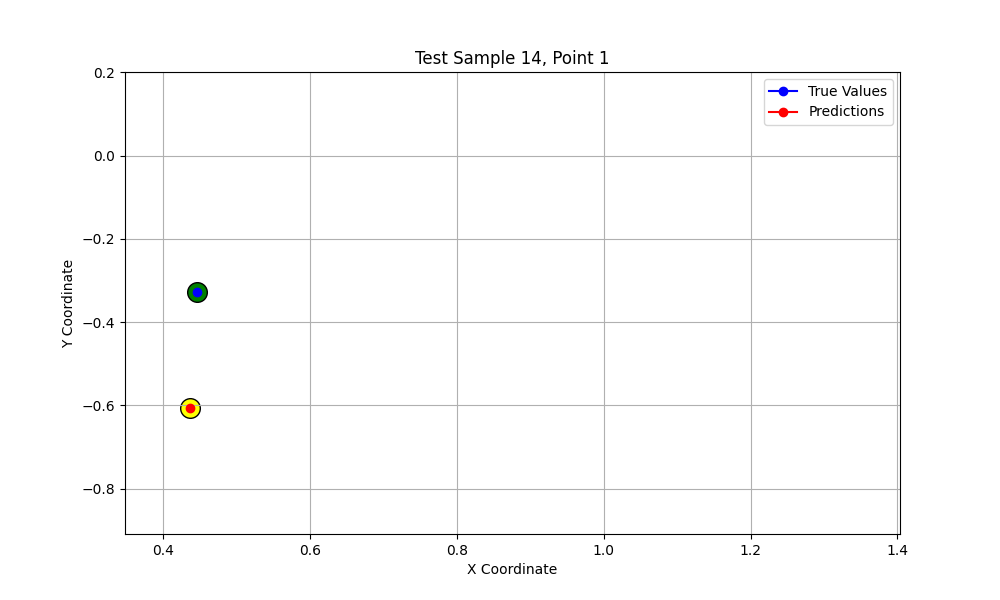 Test Sample 14, Point 1
True Values
Predictions
0.2
0.0
−0.2
−0.4
−0.6
−0.8
Y Coordinate
0.4
0.6
0.8
1.0
1.2
1.4
X Coordinate